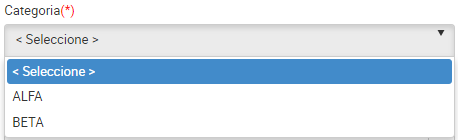 Categoria(*)
< Seleccione >
< Seleccione >
ALFA
BETA